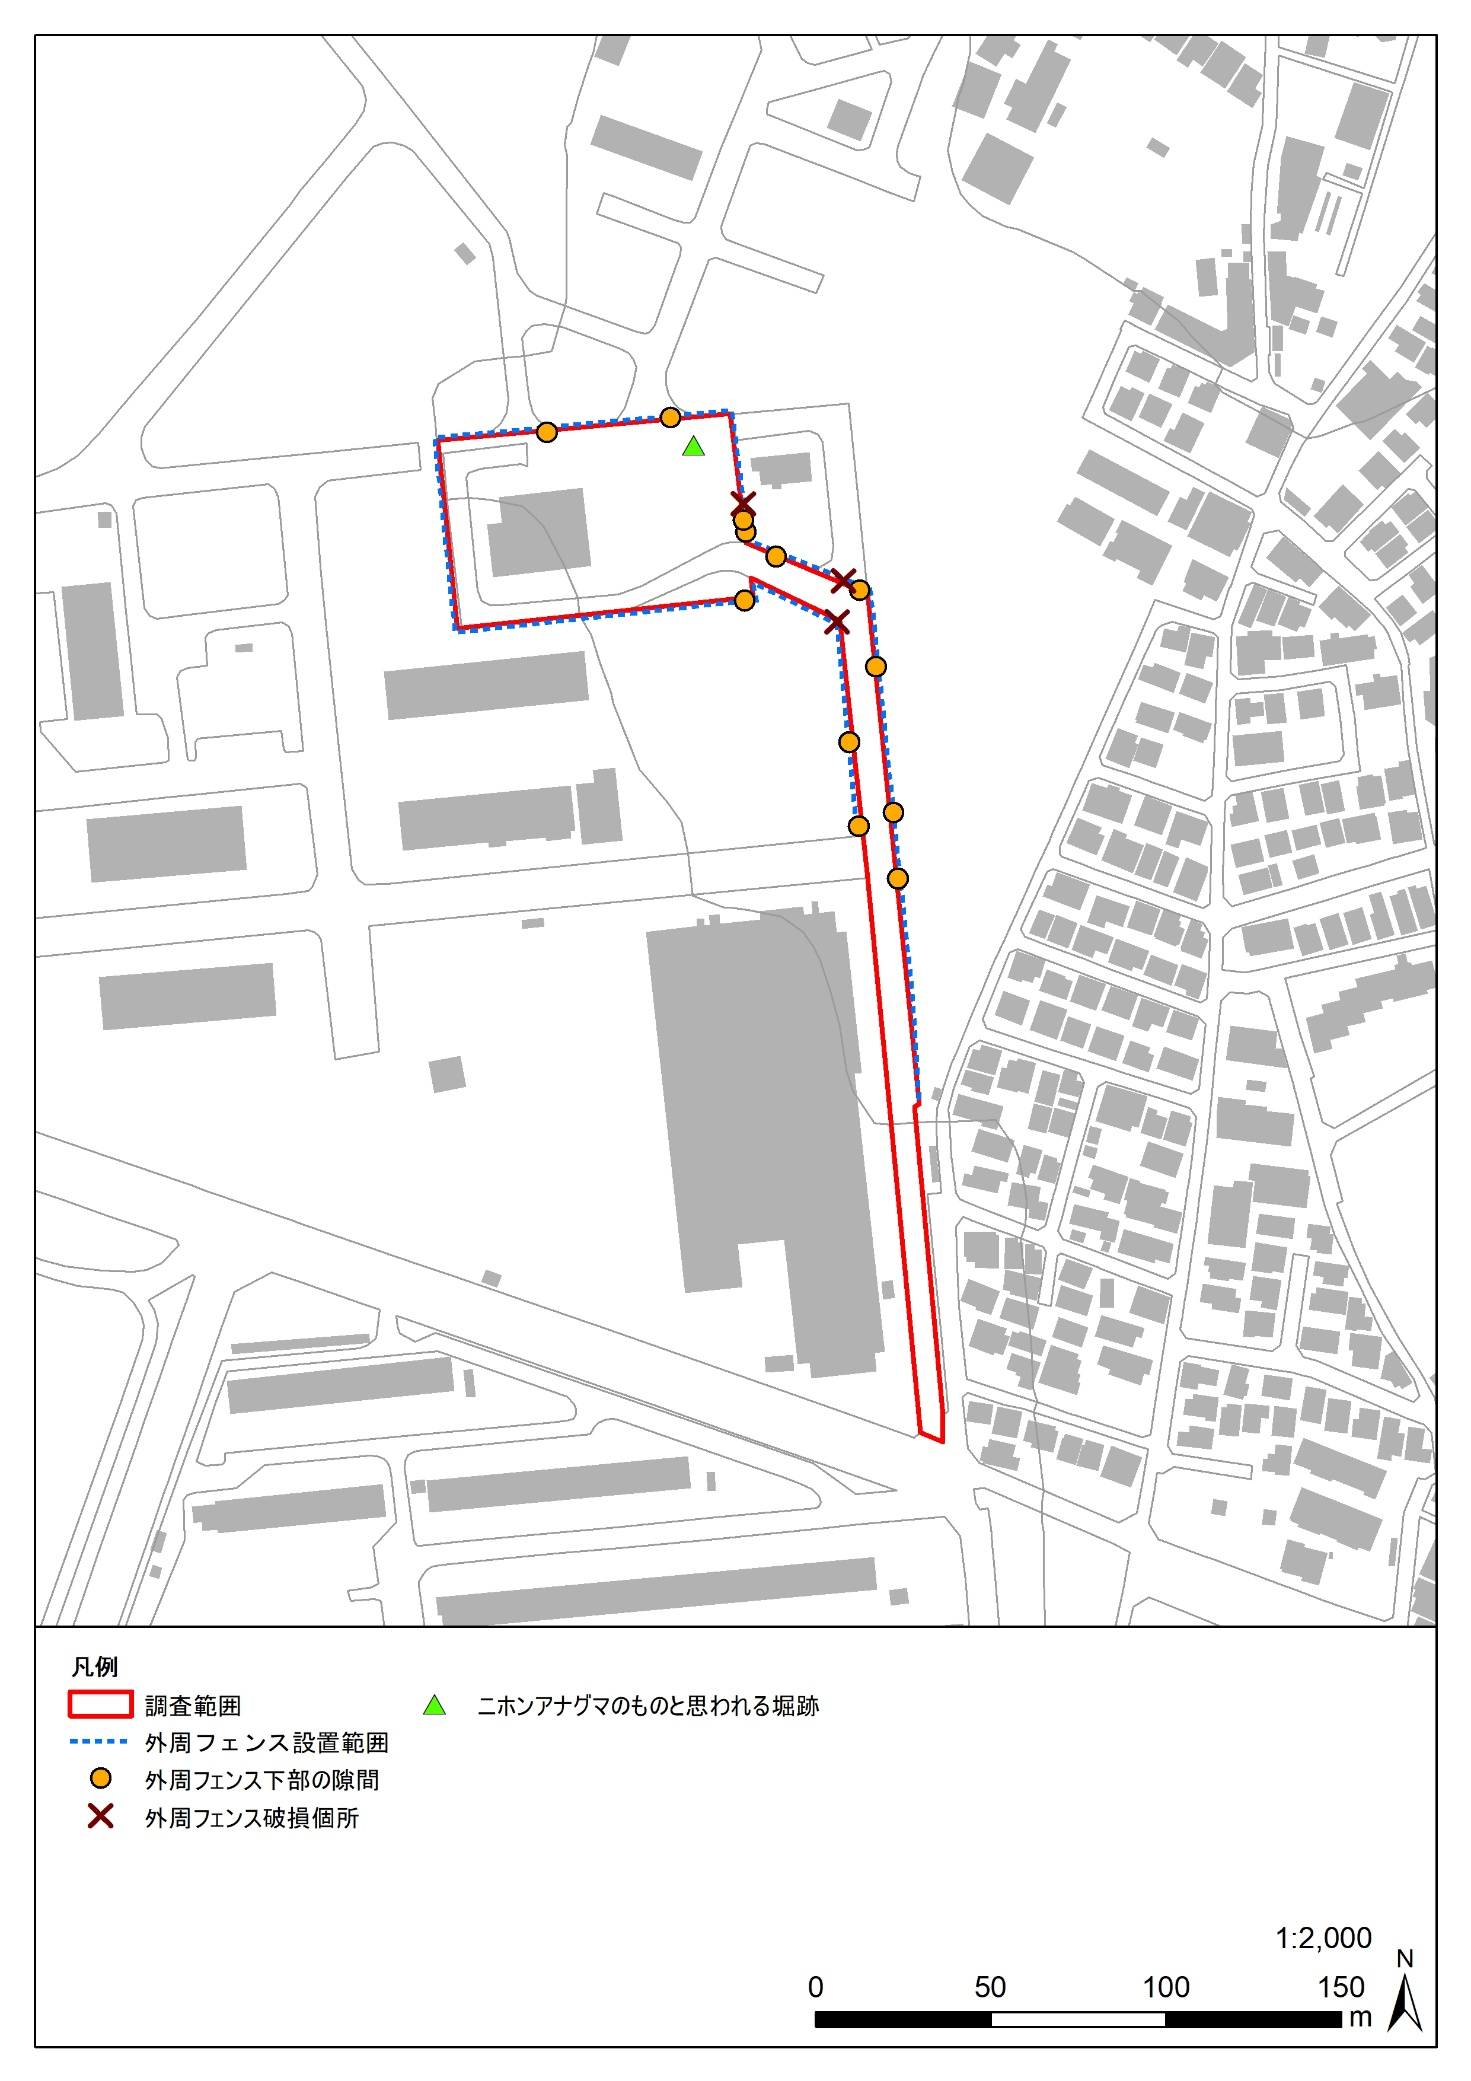 凡例
調査範囲
ニホンアナグマのものと思われる堀跡
外周フェンス設置範囲
外周フェンス下部の隙間
外周フェンス破損個所
1:2,000
N
0 50 100 150
m